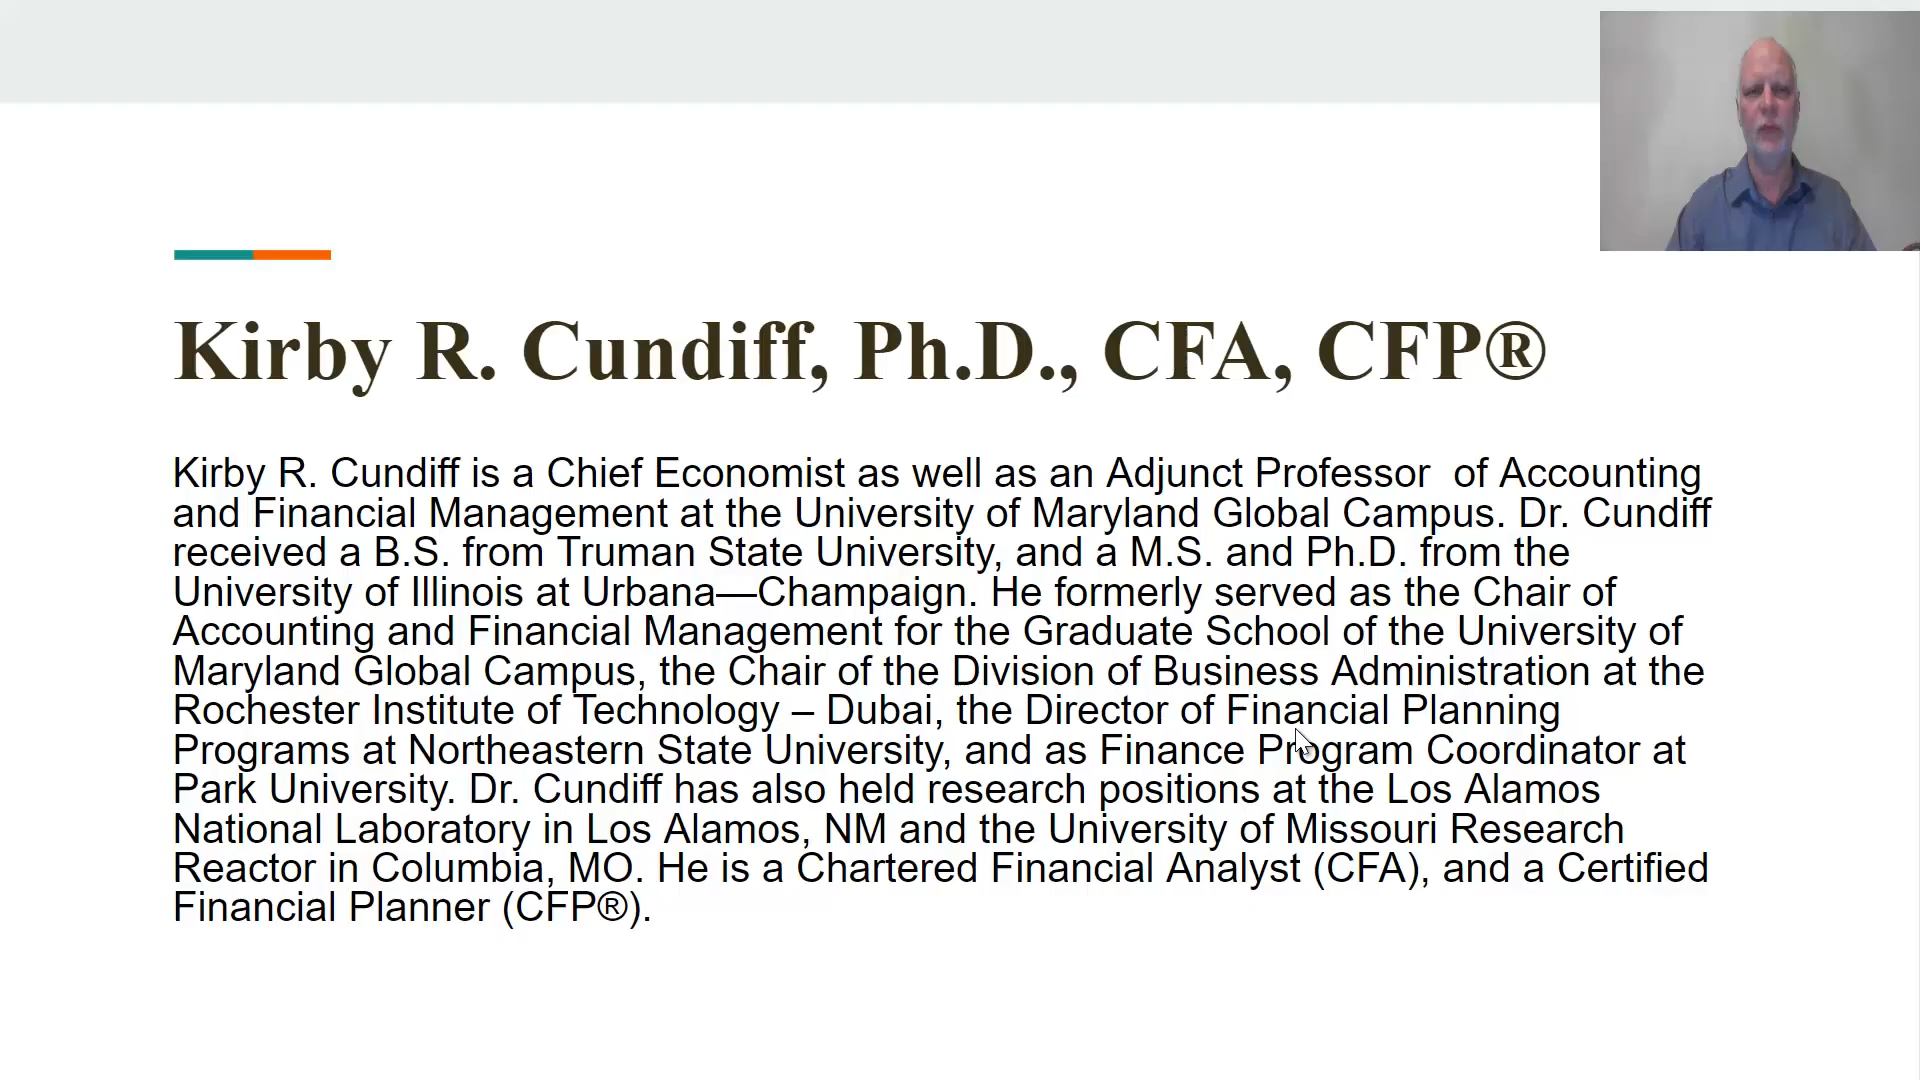 Kirby R. Cundiff, Ph.D., CFA, CFP®
Kirby R. Cundiff is a Chief Economist as well as an Adjunct Professor  of Accounting
and Financial Management at the University of Maryland Global Campus. Dr. Cundiff
received a B.S. from Truman State University, and a M.S. and Ph.D. from the
University of Illinois at Urbana—Champaign. He formerly served as the Chair of
Accounting and Financial Management for the Graduate School of the University of
Maryland Global Campus, the Chair of the Division of Business Administration at the
Rochester Institute of Technology – Dubai, the Director of Financial Planning
Programs at Northeastern State University, and as Finance Program Coordinator at
Park University. Dr. Cundiff has also held research positions at the Los Alamos
National Laboratory in Los Alamos, NM and the University of Missouri Research
Reactor in Columbia, MO. He is a Chartered Financial Analyst (CFA), and a Certified
Financial Planner (CFP®).